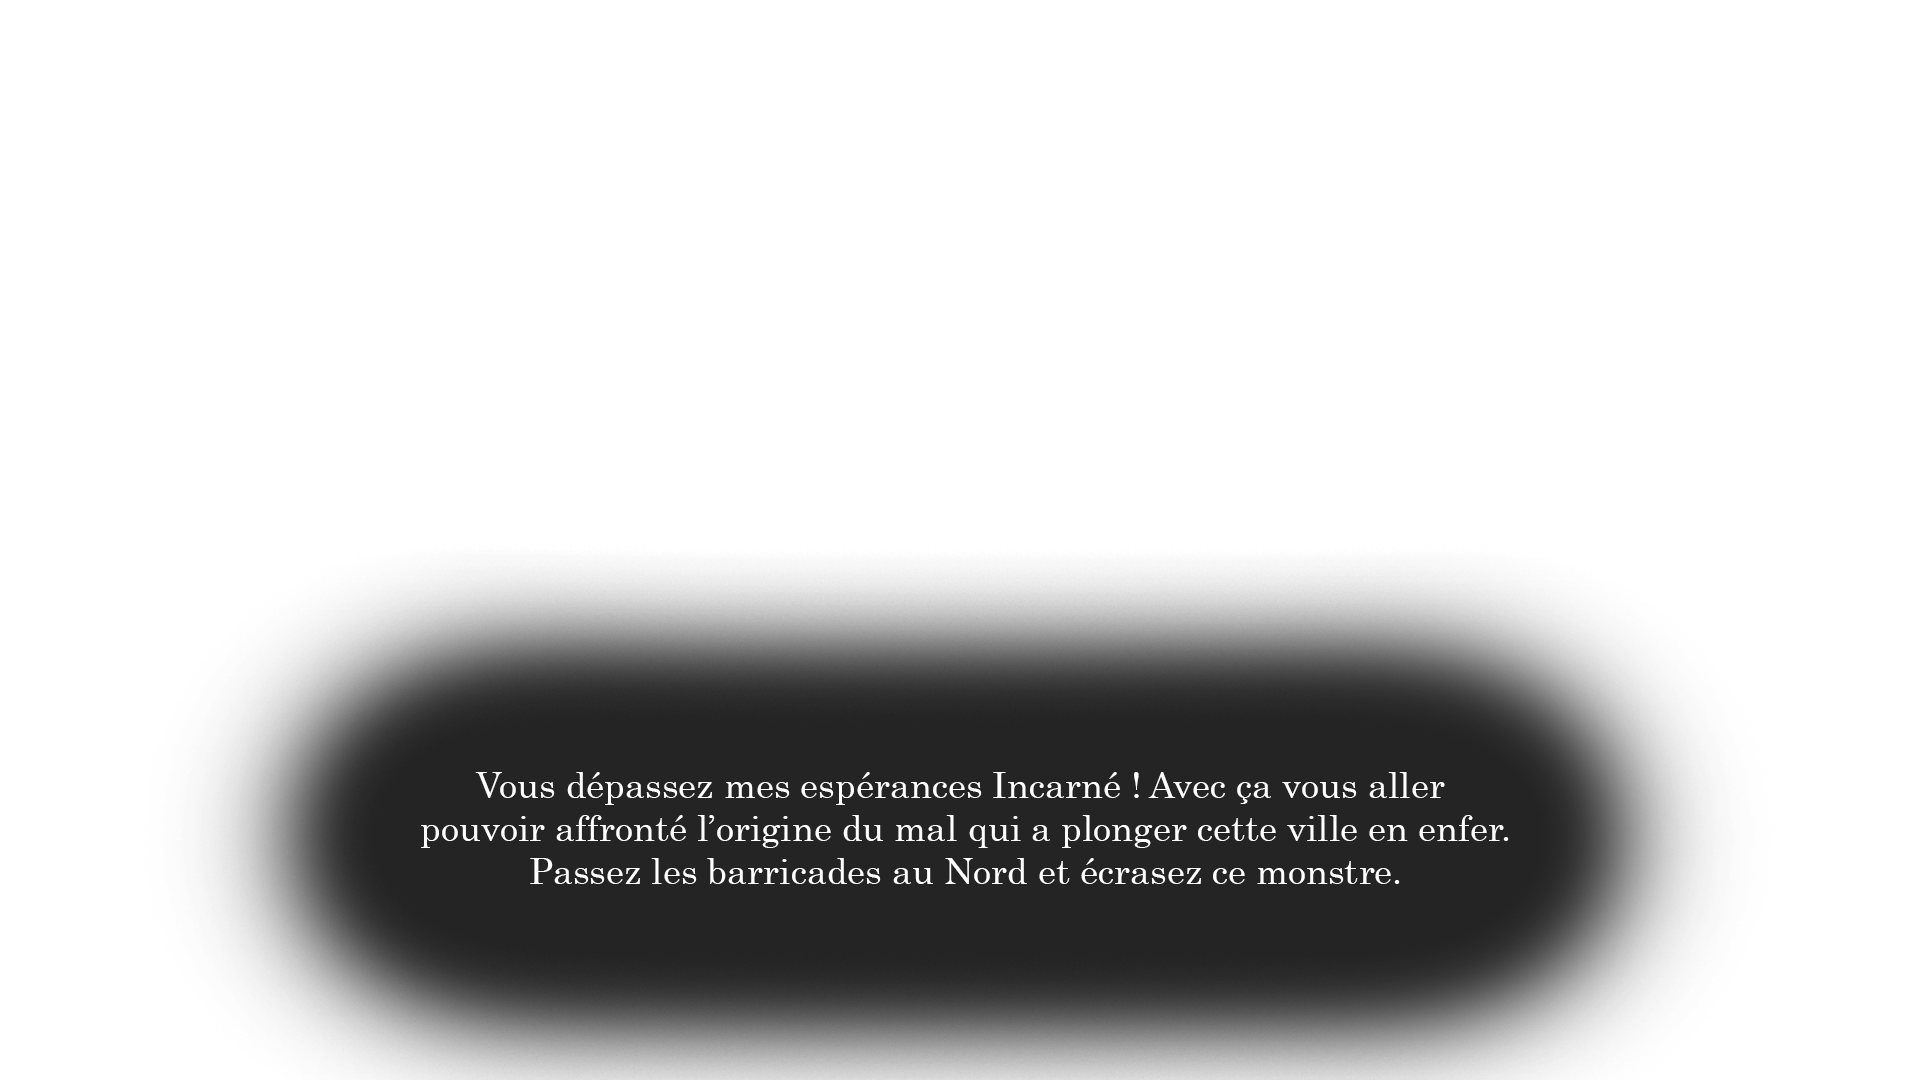 Vous dépassez mes espérances Incarné ! Avec ça vous aller
pouvoir affronté l’origine du mal qui a plonger cette ville en enfer.
Passez les barricades au Nord et écrasez ce monstre.